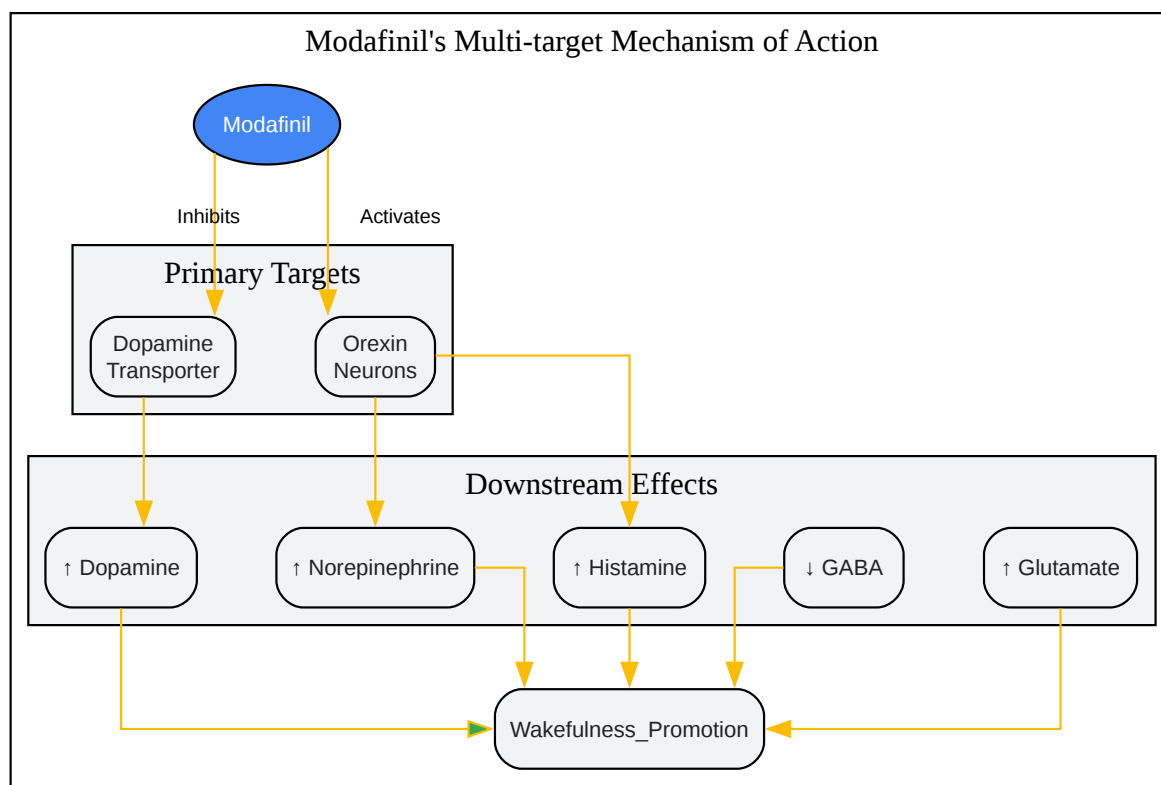 Modafinil's Multi-target Mechanism of Action
Modafinil
Inhibits
Activates
Primary Targets
Dopamine
Transporter
Orexin
Neurons
Downstream Effects
↑ Dopamine
↑ Norepinephrine
↑ Histamine
↓ GABA
↑ Glutamate
Wakefulness_Promotion